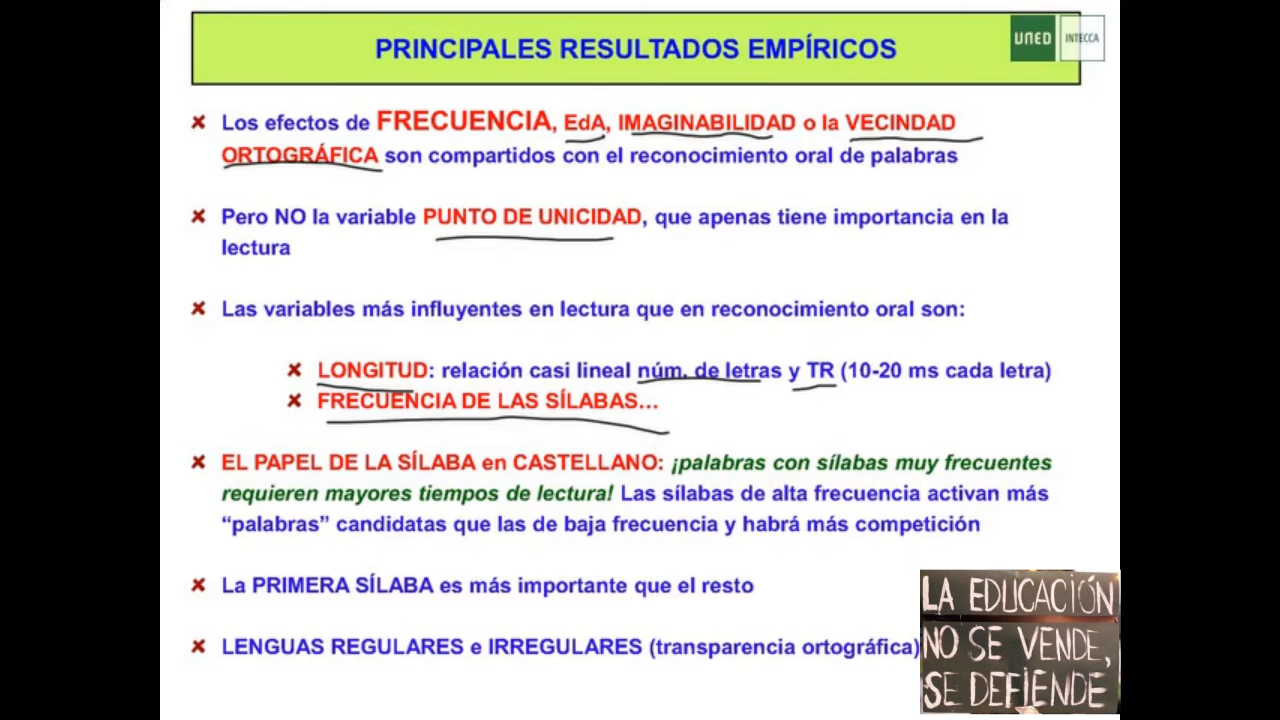 PRINCIPALES RESULTADOS EMPÍRICOS
UNED
INTECCA
Los efectos de FRECUENCIA, EdA, IMAGINABILIDAD o la VECINDAD
ORTOGRÁFICA son compartidos con el reconocimiento oral de palabras
Pero NO la variable PUNTO DE UNICIDAD, que apenas tiene importancia en la
lectura
Las variables más influyentes en lectura que en reconocimiento oral son:
LONGITUD: relación casi lineal núm. de letras y TR (10-20 ms cada letra)
FRECUENCIA DE LAS SÍLABAS…
EL PAPEL DE LA SÍLABA en CASTELLANO: ¡palabras con sílabas muy frecuentes
requieren mayores tiempos de lectura! Las sílabas de alta frecuencia activan más
“palabras” candidatas que las de baja frecuencia y habrá más competición
La PRIMERA SÍLABA es más importante que el resto
LENGUAS REGULARES e IRREGULARES (transparencia ortográfica)
LA EDUCACIÓN
NO SE VENDE,
SE DEFIENDE